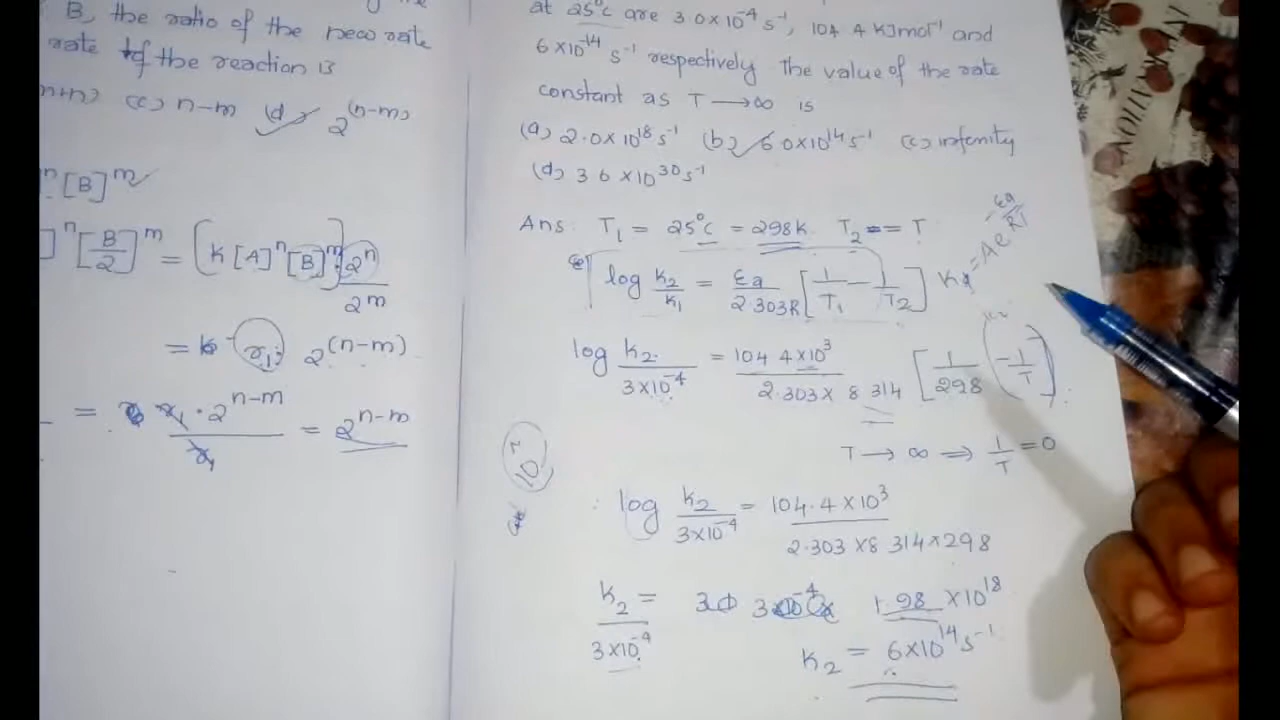 B, the ratio of the new rate
rate of the reaction is
(c) n-m (d) 2^(n-m)
[B]^m
]^n [B/2]^m = (K[A]^n [B]^m) 2^n/2^m
= r₁ 2^(n-m)
= r₁ · 2^n-m / r₁ = 2^n-m
at 25°C are 3.0×10^-4 s^-1, 104.4 KJmol^-1 and
6×10^-14 s^-1 respectively The value of the rate
constant as T → ∞ is
(a) 2.0×10^18 s^-1 (b) 6.0×10^14 s^-1 (c) infenity
(d) 3.6×10^30 s^-1
Ans: T₁ = 25°C = 298K T₂ = T
log K₂/K₁ = Ea/2.303R [1/T₁ - 1/T₂] K = Ae^-Ea/RT
log K₂/3×10^-4 = 104.4×10^3/2.303×8.314 [1/298 - 1/T]
T → ∞ ⇒ 1/T = 0
10^-7
log K₂/3×10^-4 = 104.4×10^3/2.303×8.314×298
K₂/3×10^-4 = 1.98×10^18
K₂ = 6×10^14 s^-1